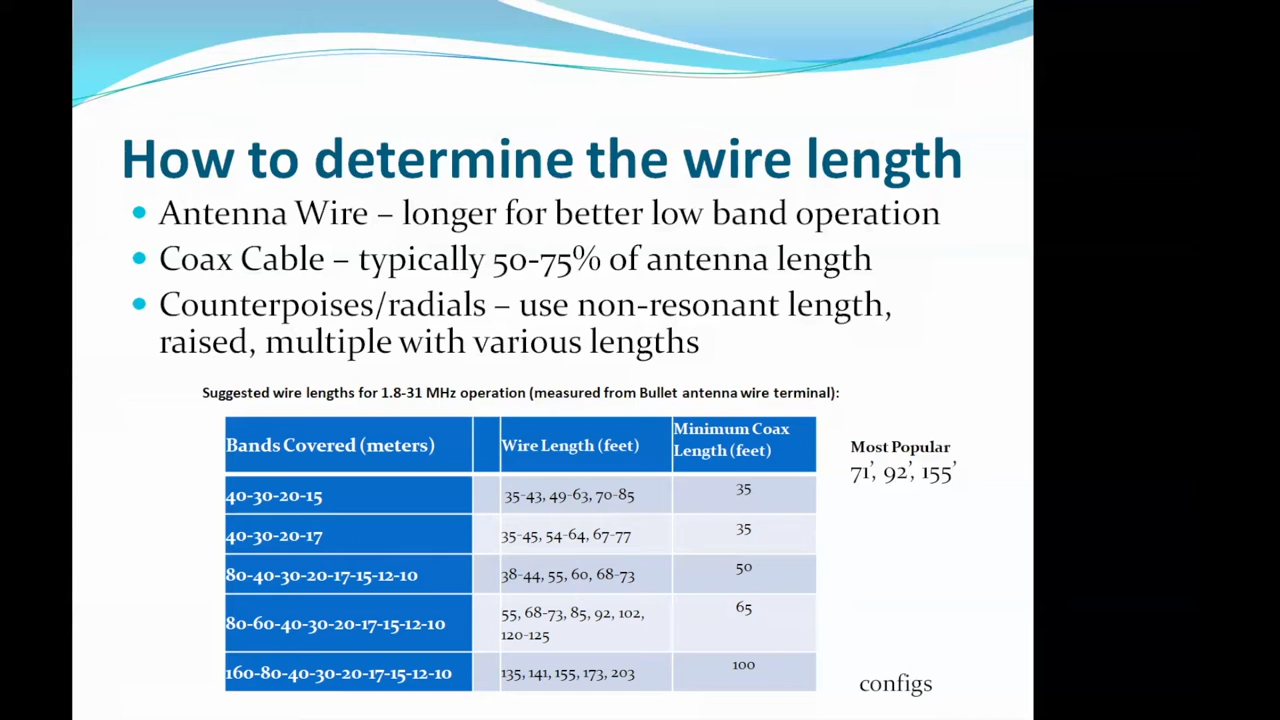 How to determine the wire length
Antenna Wire – longer for better low band operation
Coax Cable – typically 50-75% of antenna length
Counterpoises/radials – use non-resonant length,
raised, multiple with various lengths
Suggested wire lengths for 1.8-31 MHz operation (measured from Bullet antenna wire terminal):
Bands Covered (meters) Wire Length (feet) Minimum Coax
Length (feet)
40-30-20-15 35-43, 49-63, 70-85 35
40-30-20-17 35-45, 54-64, 67-77 35
80-40-30-20-17-15-12-10 38-44, 55, 60, 68-73 50
80-60-40-30-20-17-15-12-10 55, 68-73, 85, 92, 102,
120-125 65
160-80-40-30-20-17-15-12-10 135, 141, 155, 173, 203 100
Most Popular
71', 92', 155'
configs